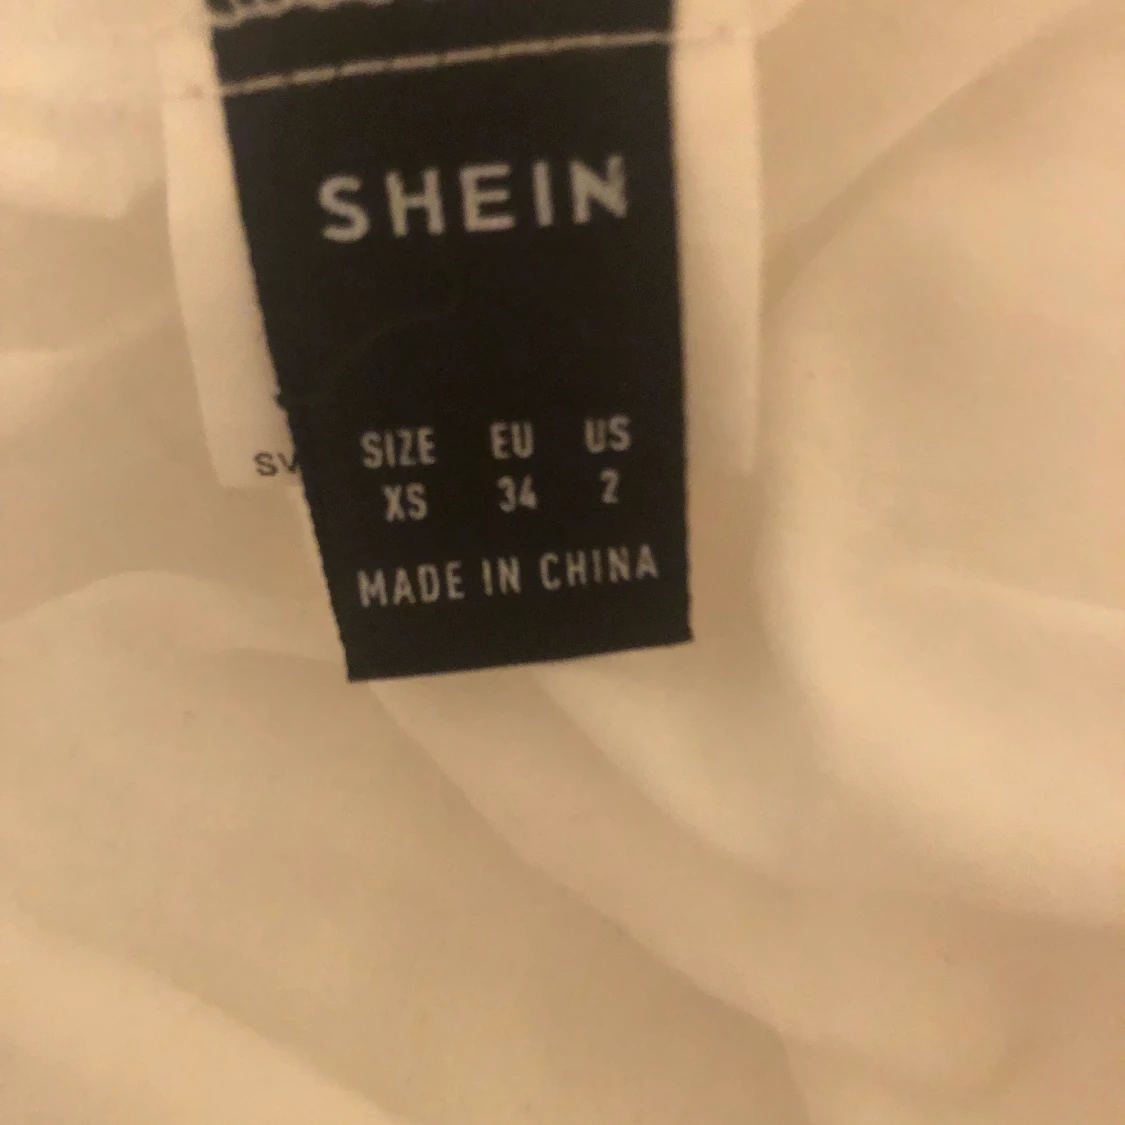 SHEIN
SIZE EU US
XS 34 2
MADE IN CHINA